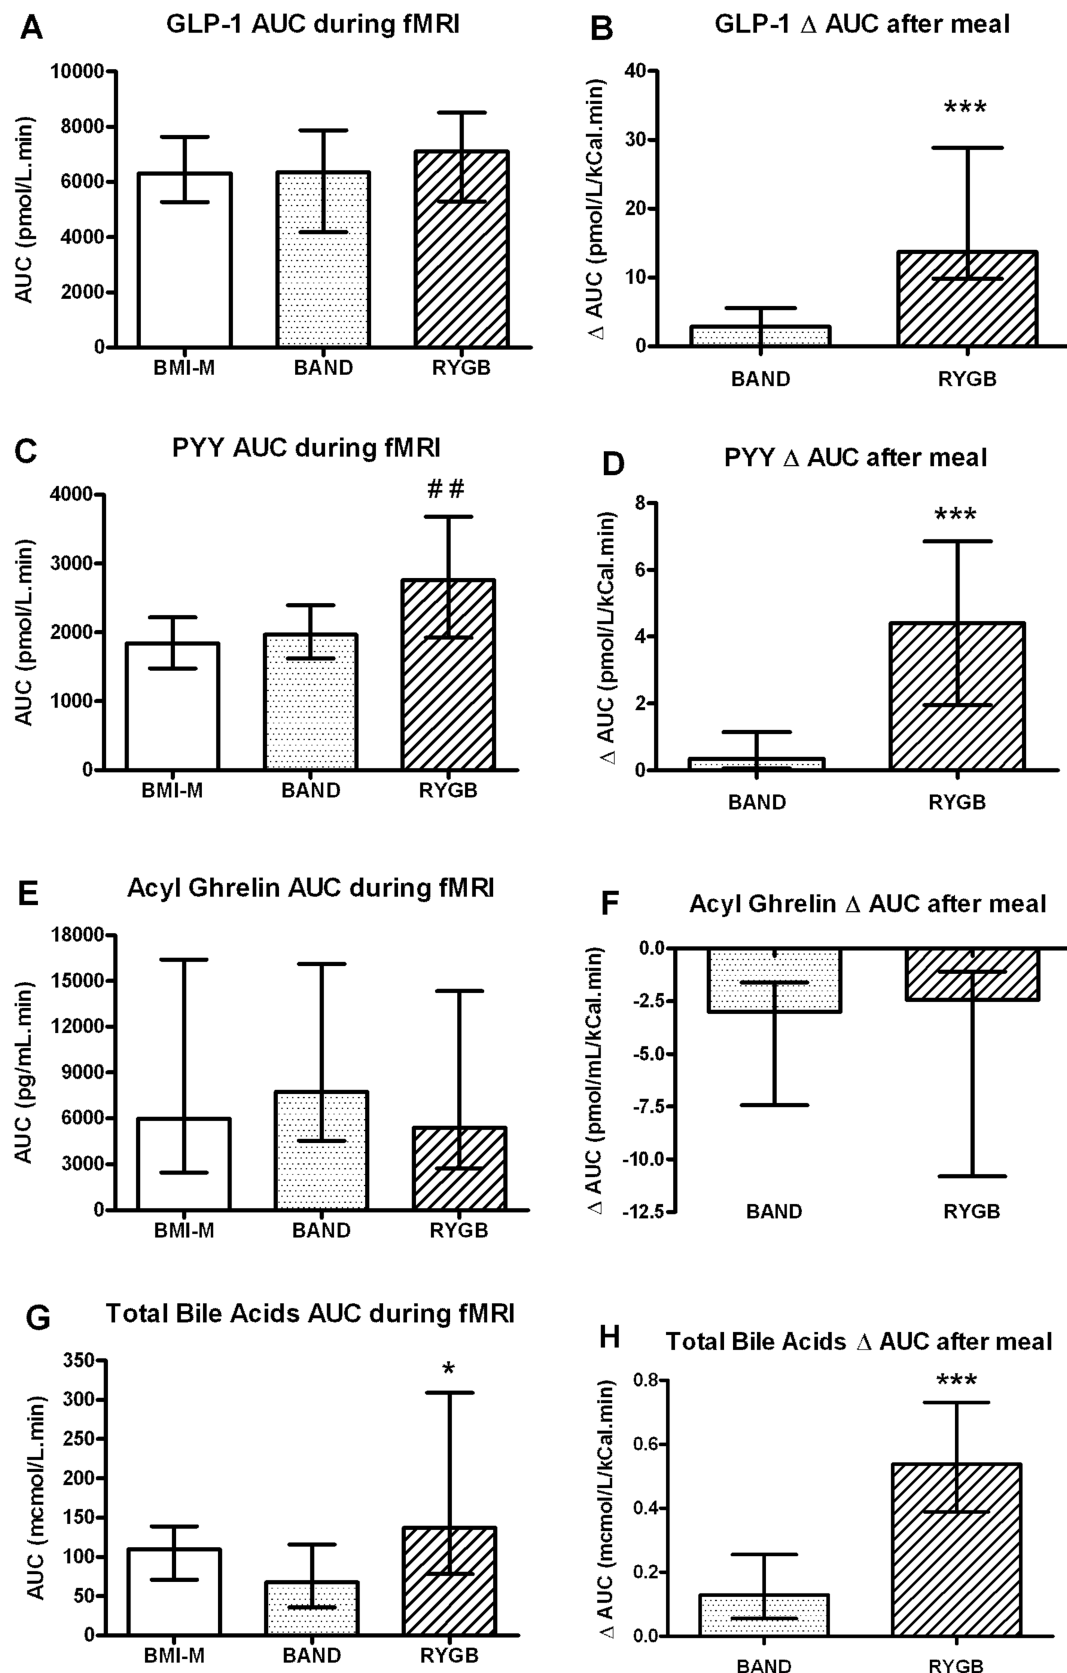 A
GLP-1 AUC during fMRI
AUC (pmol/L.min)
10000
8000
6000
4000
2000
0
BMI-M BAND RYGB
B
GLP-1 Δ AUC after meal
Δ AUC (pmol/L/kCal.min)
40
30
20
10
0
***
BAND RYGB
C
PYY AUC during fMRI
AUC (pmol/L.min)
4000
3000
2000
1000
0
##
BMI-M BAND RYGB
D
PYY Δ AUC after meal
Δ AUC (pmol/L/kCal.min)
8
6
4
2
0
***
BAND RYGB
E
Acyl Ghrelin AUC during fMRI
AUC (pg/mL.min)
18000
15000
12000
9000
6000
3000
0
BMI-M BAND RYGB
F
Acyl Ghrelin Δ AUC after meal
Δ AUC (pmol/mL/kCal.min)
0.0
-2.5
-5.0
-7.5
-10.0
-12.5
BAND RYGB
G
Total Bile Acids AUC during fMRI
AUC (mcmol/L.min)
350
300
250
200
150
100
50
0
*
BMI-M BAND RYGB
H
Total Bile Acids Δ AUC after meal
Δ AUC (mcmol/L/kCal.min)
0.8
0.6
0.4
0.2
0.0
***
BAND RYGB